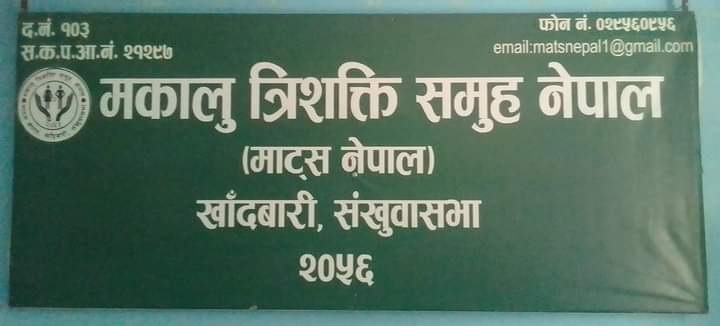 द.नं. १०३
स.क.प.आ.नं. २१२९७
फोन नं. ०२९५६०९५६
email:matsnepal1@gmail.com
मकालु त्रिशक्ति समुह नेपाल
(माट्स नेपाल)
खाँदबारी, संखुवासभा
२०५६